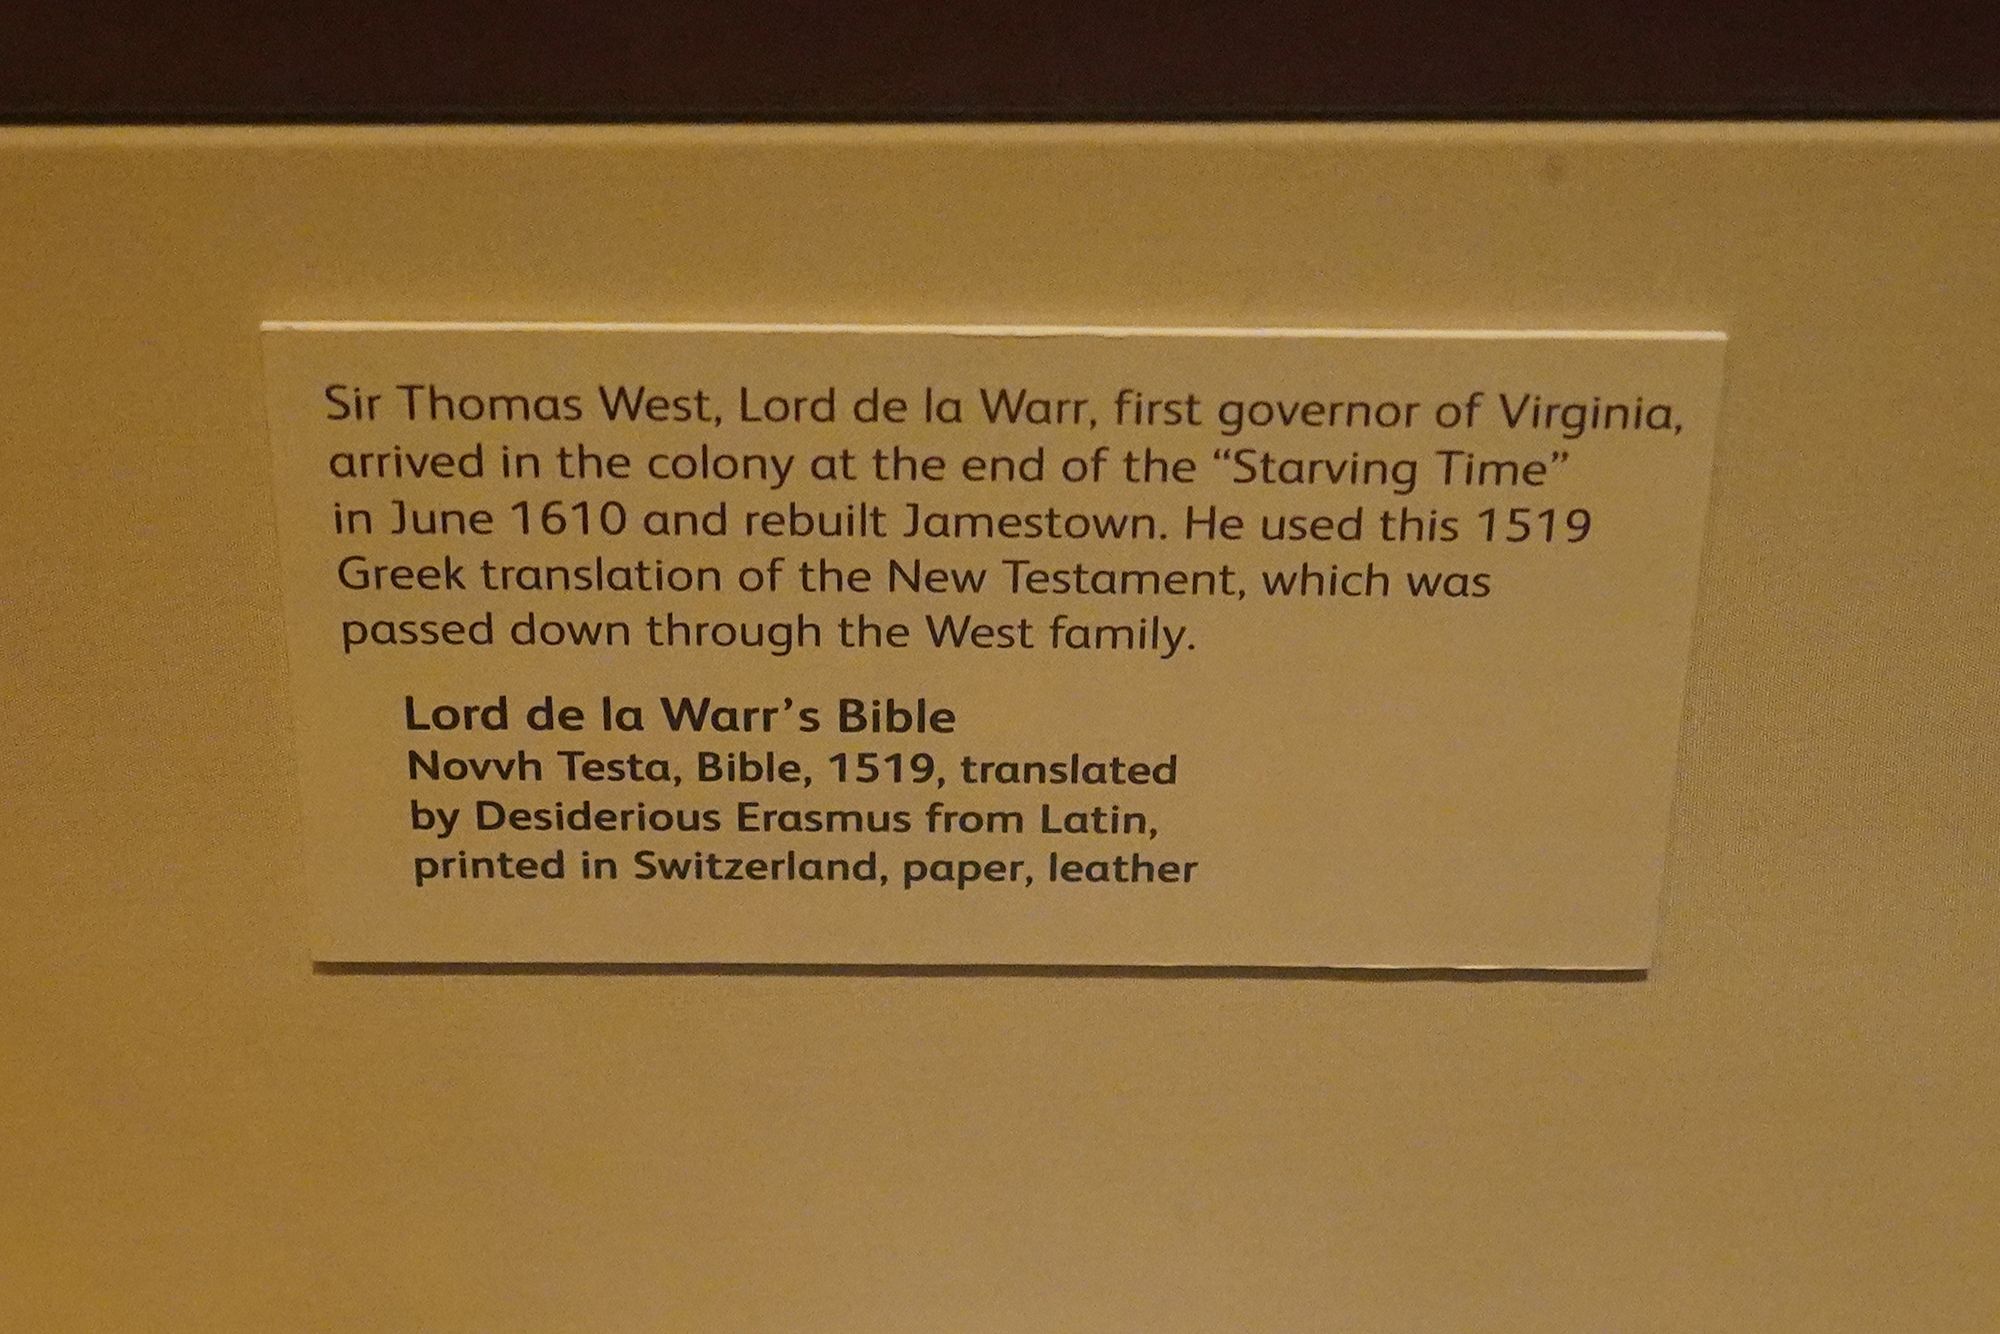 Sir Thomas West, Lord de la Warr, first governor of Virginia,
arrived in the colony at the end of the “Starving Time”
in June 1610 and rebuilt Jamestown. He used this 1519
Greek translation of the New Testament, which was
passed down through the West family.
Lord de la Warr’s Bible
Novvh Testa, Bible, 1519, translated
by Desiderious Erasmus from Latin,
printed in Switzerland, paper, leather